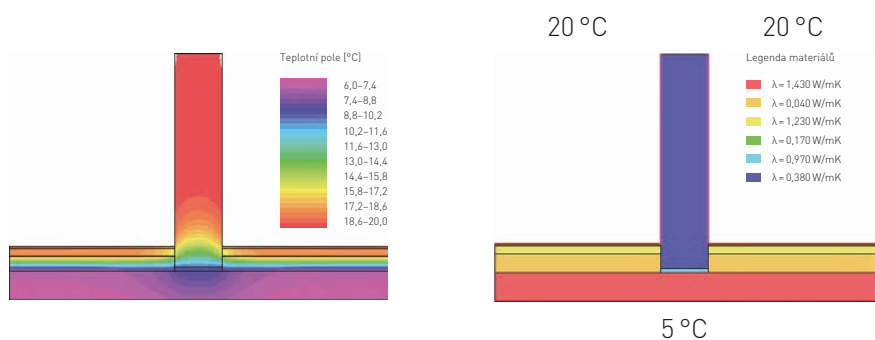 20 °C
20 °C
Teplotní pole [°C]
6,0–7,4
7,4–8,8
8,8–10,2
10,2–11,6
11,6–13,0
13,0–14,4
14,4–15,8
15,8–17,2
17,2–18,6
18,6–20,0
Legenda materiálů
λ = 1,430 W/mK
λ = 0,040 W/mK
λ = 1,230 W/mK
λ = 0,170 W/mK
λ = 0,970 W/mK
λ = 0,380 W/mK
5 °C